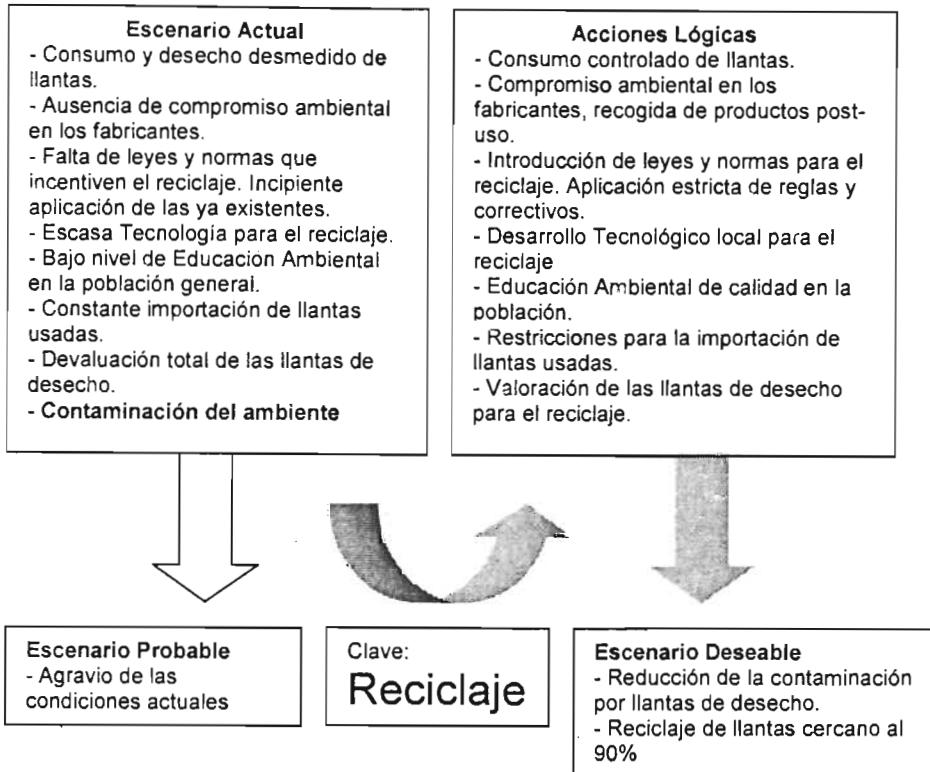 Escenario Actual
- Consumo y desecho desmedido de
llantas.
- Ausencia de compromiso ambiental
en los fabricantes.
- Falta de leyes y normas que
incentiven el reciclaje. Incipiente
aplicación de las ya existentes.
- Escasa Tecnología para el reciclaje.
- Bajo nivel de Educación Ambiental
en la población general.
- Constante importación de llantas
usadas.
- Devaluación total de las llantas de
desecho.
- Contaminación del ambiente
Acciones Lógicas
- Consumo controlado de llantas.
- Compromiso ambiental en los
fabricantes, recogida de productos post-
uso.
- Introducción de leyes y normas para el
reciclaje. Aplicación estricta de reglas y
correctivos.
- Desarrollo Tecnológico local para el
reciclaje
- Educación Ambiental de calidad en la
población.
- Restricciones para la importación de
llantas usadas.
- Valoración de las llantas de desecho
para el reciclaje.
Escenario Probable
- Agravio de las
condiciones actuales
Clave:
Reciclaje
Escenario Deseable
- Reducción de la contaminación
por llantas de desecho.
- Reciclaje de llantas cercano al
90%